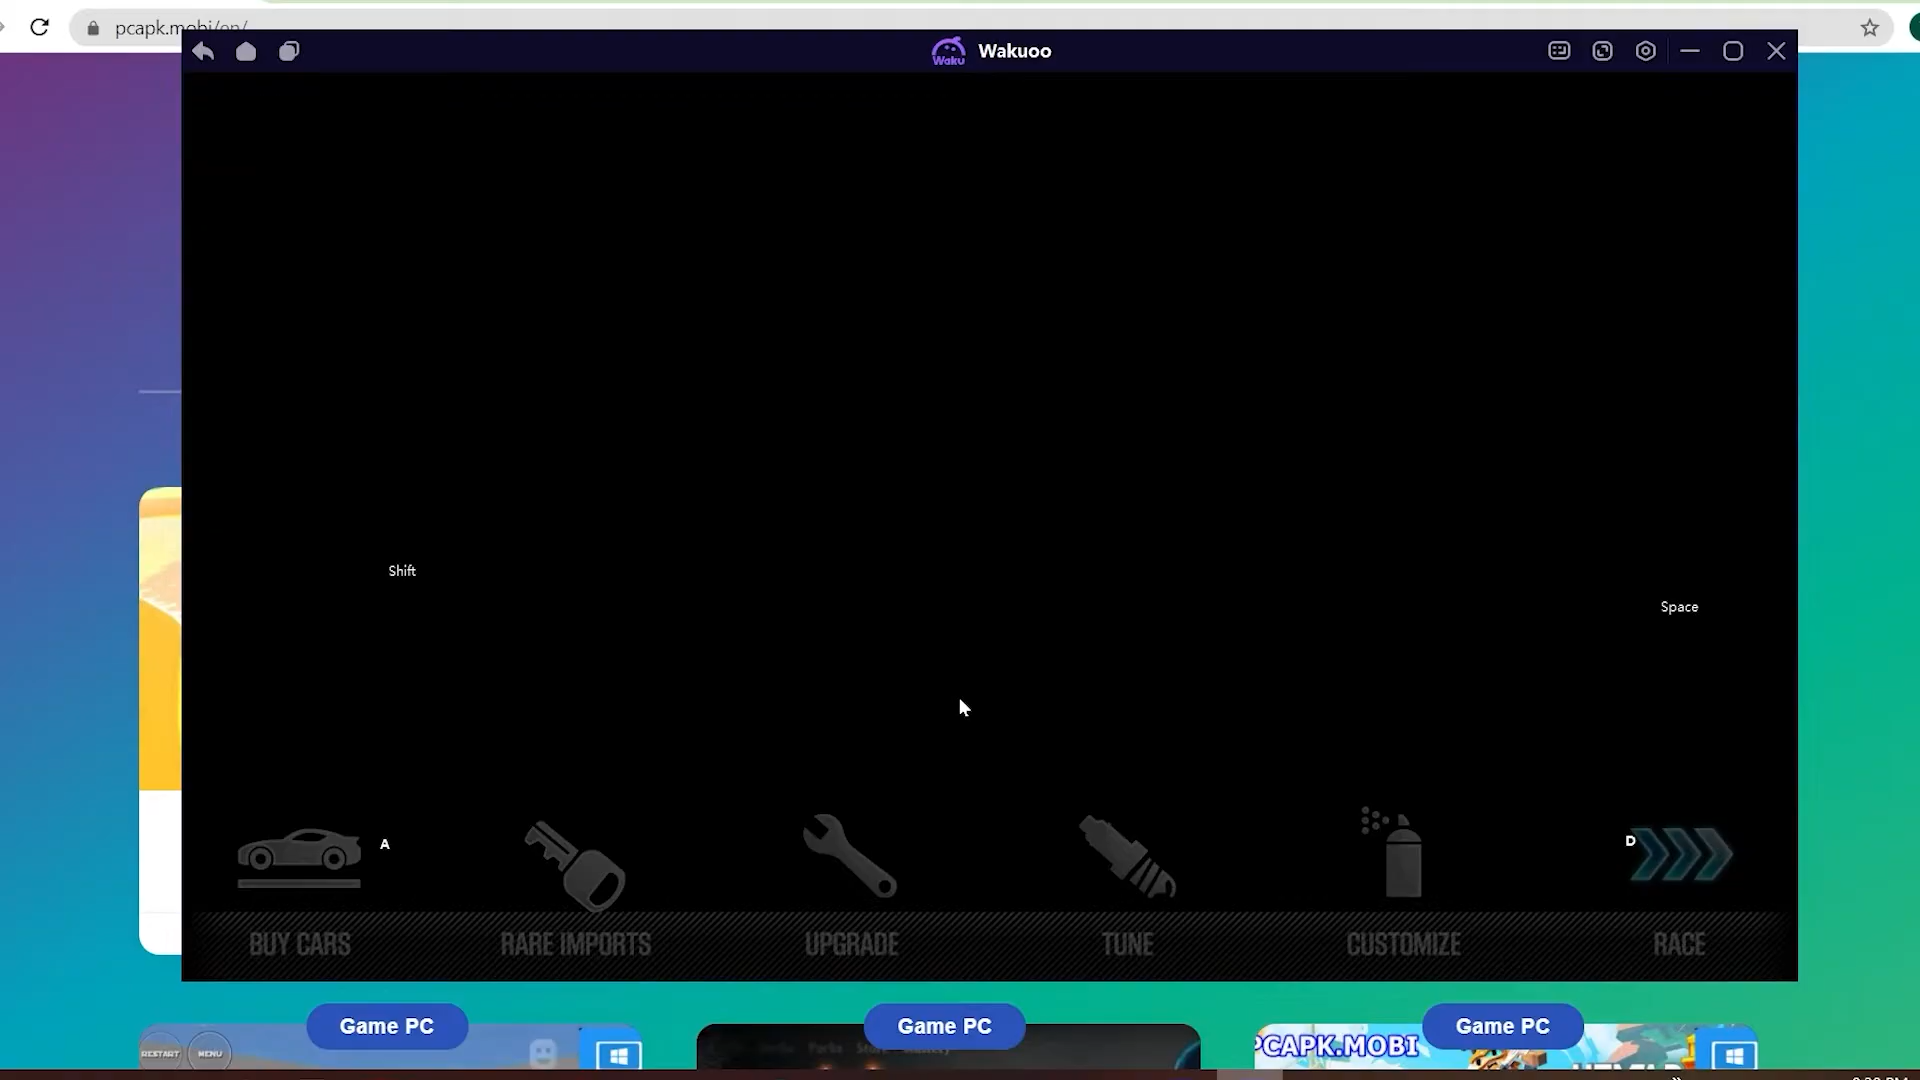 pcapk.mobi/en/
Waku
Wakuoo
Shift
Space
A
D
BUY CARS
RARE IMPORTS
UPGRADE
TUNE
CUSTOMIZE
RACE
Game PC
Game PC
Game PC
RESTART
MENU
PCAPK.MOBI